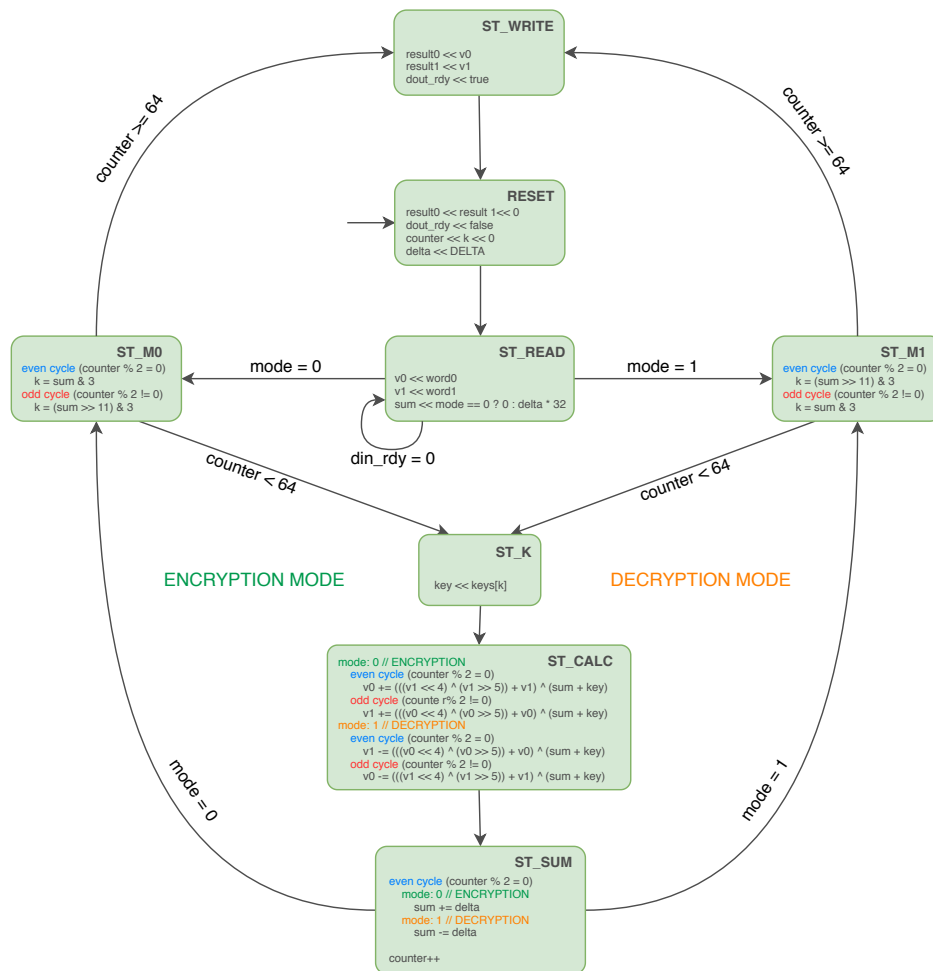 ST_WRITE
result0 << v0
result1 << v1
dout_rdy << true
counter >= 64
counter >= 64
RESET
result0 << result 1<< 0
dout_rdy << false
counter << k << 0
delta << DELTA
ST_M0
even cycle (counter % 2 = 0)
k = sum & 3
odd cycle (counter % 2 != 0)
k = (sum >> 11) & 3
mode = 0
ST_READ
v0 << word0
v1 << word1
sum << mode == 0 ? 0 : delta * 32
din_rdy = 0
mode = 1
ST_M1
even cycle (counter % 2 = 0)
k = (sum >> 11) & 3
odd cycle (counter % 2 != 0)
k = sum & 3
counter < 64
counter < 64
ENCRYPTION MODE
ST_K
key << keys[k]
DECRYPTION MODE
ST_CALC
mode: 0 // ENCRYPTION
even cycle (counter % 2 = 0)
v0 += (((v1 << 4) ^ (v1 >> 5)) + v1) ^ (sum + key)
odd cycle (counte r% 2 != 0)
v1 += (((v0 << 4) ^ (v0 >> 5)) + v0) ^ (sum + key)
mode: 1 // DECRYPTION
even cycle (counter % 2 = 0)
v1 -= (((v0 << 4) ^ (v0 >> 5)) + v0) ^ (sum + key)
odd cycle (counter % 2 != 0)
v0 -= (((v1 << 4) ^ (v1 >> 5)) + v1) ^ (sum + key)
mode = 0
mode = 1
ST_SUM
even cycle (counter % 2 = 0)
mode: 0 // ENCRYPTION
sum += delta
mode: 1 // DECRYPTION
sum -= delta
counter++